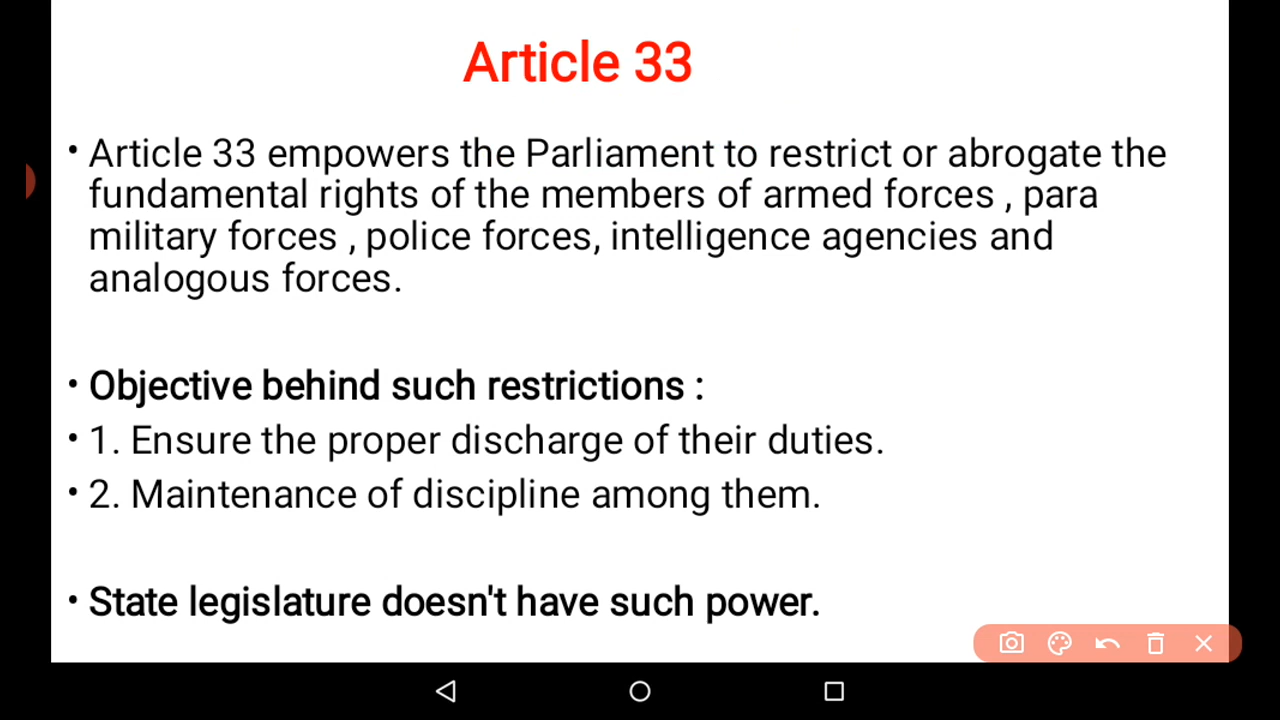 Article 33
• Article 33 empowers the Parliament to restrict or abrogate the
fundamental rights of the members of armed forces , para
military forces , police forces, intelligence agencies and
analogous forces.
• Objective behind such restrictions :
• 1. Ensure the proper discharge of their duties.
• 2. Maintenance of discipline among them.
• State legislature doesn't have such power.